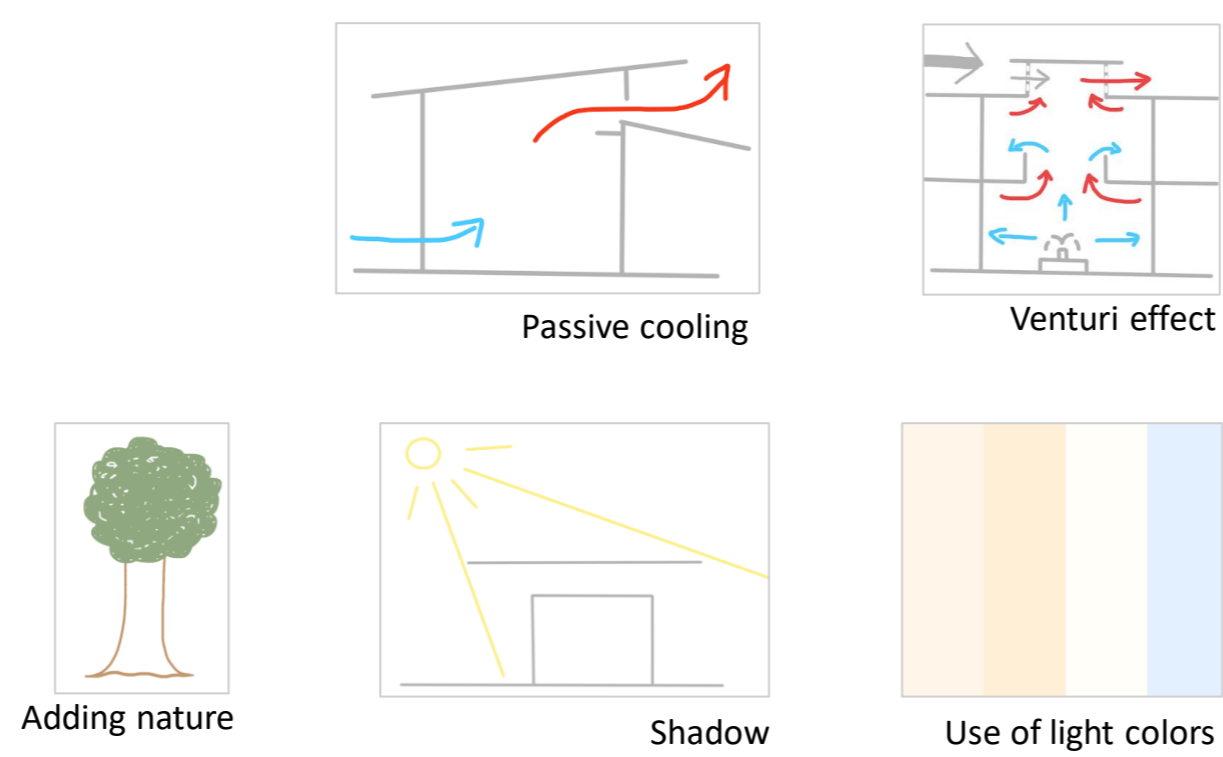 Passive cooling
Venturi effect
Adding nature
Shadow
Use of light colors